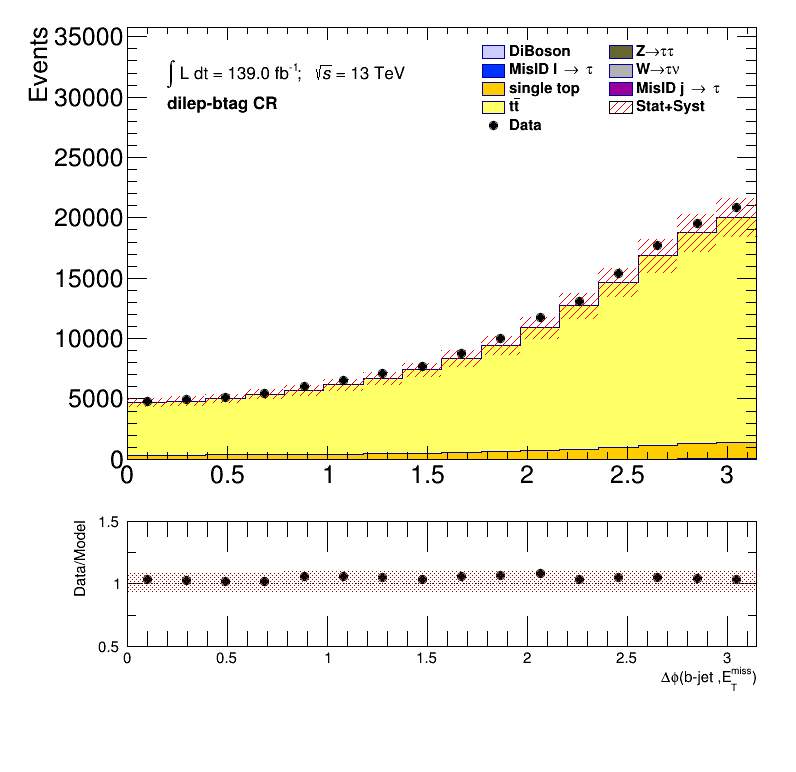 Events
35000
30000
25000
20000
15000
10000
5000
0
∫ L dt = 139.0 fb⁻¹; √s = 13 TeV
dilep-btag CR
DiBoson
MisID l → τ
single top
tt̄
Data
Z→ττ
W→τν
MisID j → τ
Stat+Syst
0 0.5 1 1.5 2 2.5 3
Data/Model
1.5
1
0.5
0 0.5 1 1.5 2 2.5 3
Δϕ(b-jet ,E_T^miss)